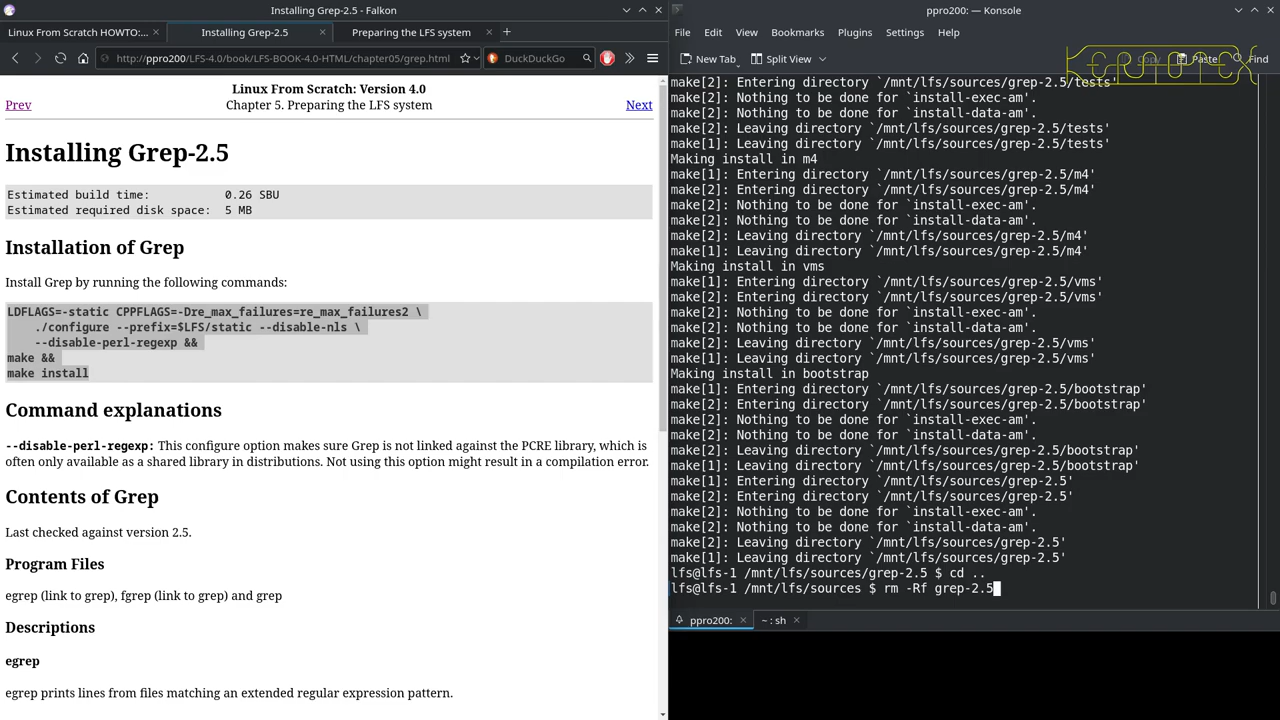 Installing Grep-2.5 - Falkon
Linux From Scratch HOWTO:...
Installing Grep-2.5
Preparing the LFS system
http://ppro200/LFS-4.0/book/LFS-BOOK-4.0-HTML/chapter05/grep.html
DuckDuckGo
Linux From Scratch: Version 4.0
Prev
Chapter 5. Preparing the LFS system
Next
Installing Grep-2.5
Estimated build time: 0.26 SBU
Estimated required disk space: 5 MB
Installation of Grep
Install Grep by running the following commands:
LDFLAGS=-static CPPFLAGS=-Dre_max_failures=re_max_failures2 \
./configure --prefix=$LFS/static --disable-nls \
--disable-perl-regexp &&
make &&
make install
Command explanations
--disable-perl-regexp: This configure option makes sure Grep is not linked against the PCRE library, which is
often only available as a shared library in distributions. Not using this option might result in a compilation error.
Contents of Grep
Last checked against version 2.5.
Program Files
egrep (link to grep), fgrep (link to grep) and grep
Descriptions
egrep
egrep prints lines from files matching an extended regular expression pattern.
ppro200: — Konsole
File Edit View Bookmarks Plugins Settings Help
New Tab Split View Copy Paste Find
make[2]: Entering directory `/mnt/lfs/sources/grep-2.5/tests'
make[2]: Nothing to be done for `install-exec-am'.
make[2]: Nothing to be done for `install-data-am'.
make[2]: Leaving directory `/mnt/lfs/sources/grep-2.5/tests'
make[1]: Leaving directory `/mnt/lfs/sources/grep-2.5/tests'
Making install in m4
make[1]: Entering directory `/mnt/lfs/sources/grep-2.5/m4'
make[2]: Entering directory `/mnt/lfs/sources/grep-2.5/m4'
make[2]: Nothing to be done for `install-exec-am'.
make[2]: Nothing to be done for `install-data-am'.
make[2]: Leaving directory `/mnt/lfs/sources/grep-2.5/m4'
make[1]: Leaving directory `/mnt/lfs/sources/grep-2.5/m4'
Making install in vms
make[1]: Entering directory `/mnt/lfs/sources/grep-2.5/vms'
make[2]: Entering directory `/mnt/lfs/sources/grep-2.5/vms'
make[2]: Nothing to be done for `install-exec-am'.
make[2]: Nothing to be done for `install-data-am'.
make[2]: Leaving directory `/mnt/lfs/sources/grep-2.5/vms'
make[1]: Leaving directory `/mnt/lfs/sources/grep-2.5/vms'
Making install in bootstrap
make[1]: Entering directory `/mnt/lfs/sources/grep-2.5/bootstrap'
make[2]: Entering directory `/mnt/lfs/sources/grep-2.5/bootstrap'
make[2]: Nothing to be done for `install-exec-am'.
make[2]: Nothing to be done for `install-data-am'.
make[2]: Leaving directory `/mnt/lfs/sources/grep-2.5/bootstrap'
make[1]: Leaving directory `/mnt/lfs/sources/grep-2.5/bootstrap'
make[1]: Entering directory `/mnt/lfs/sources/grep-2.5'
make[2]: Entering directory `/mnt/lfs/sources/grep-2.5'
make[2]: Nothing to be done for `install-exec-am'.
make[2]: Nothing to be done for `install-data-am'.
make[2]: Leaving directory `/mnt/lfs/sources/grep-2.5'
make[1]: Leaving directory `/mnt/lfs/sources/grep-2.5'
lfs@lfs-1 /mnt/lfs/sources/grep-2.5 $ cd ..
lfs@lfs-1 /mnt/lfs/sources $ rm -Rf grep-2.5
ppro200:
~ : sh